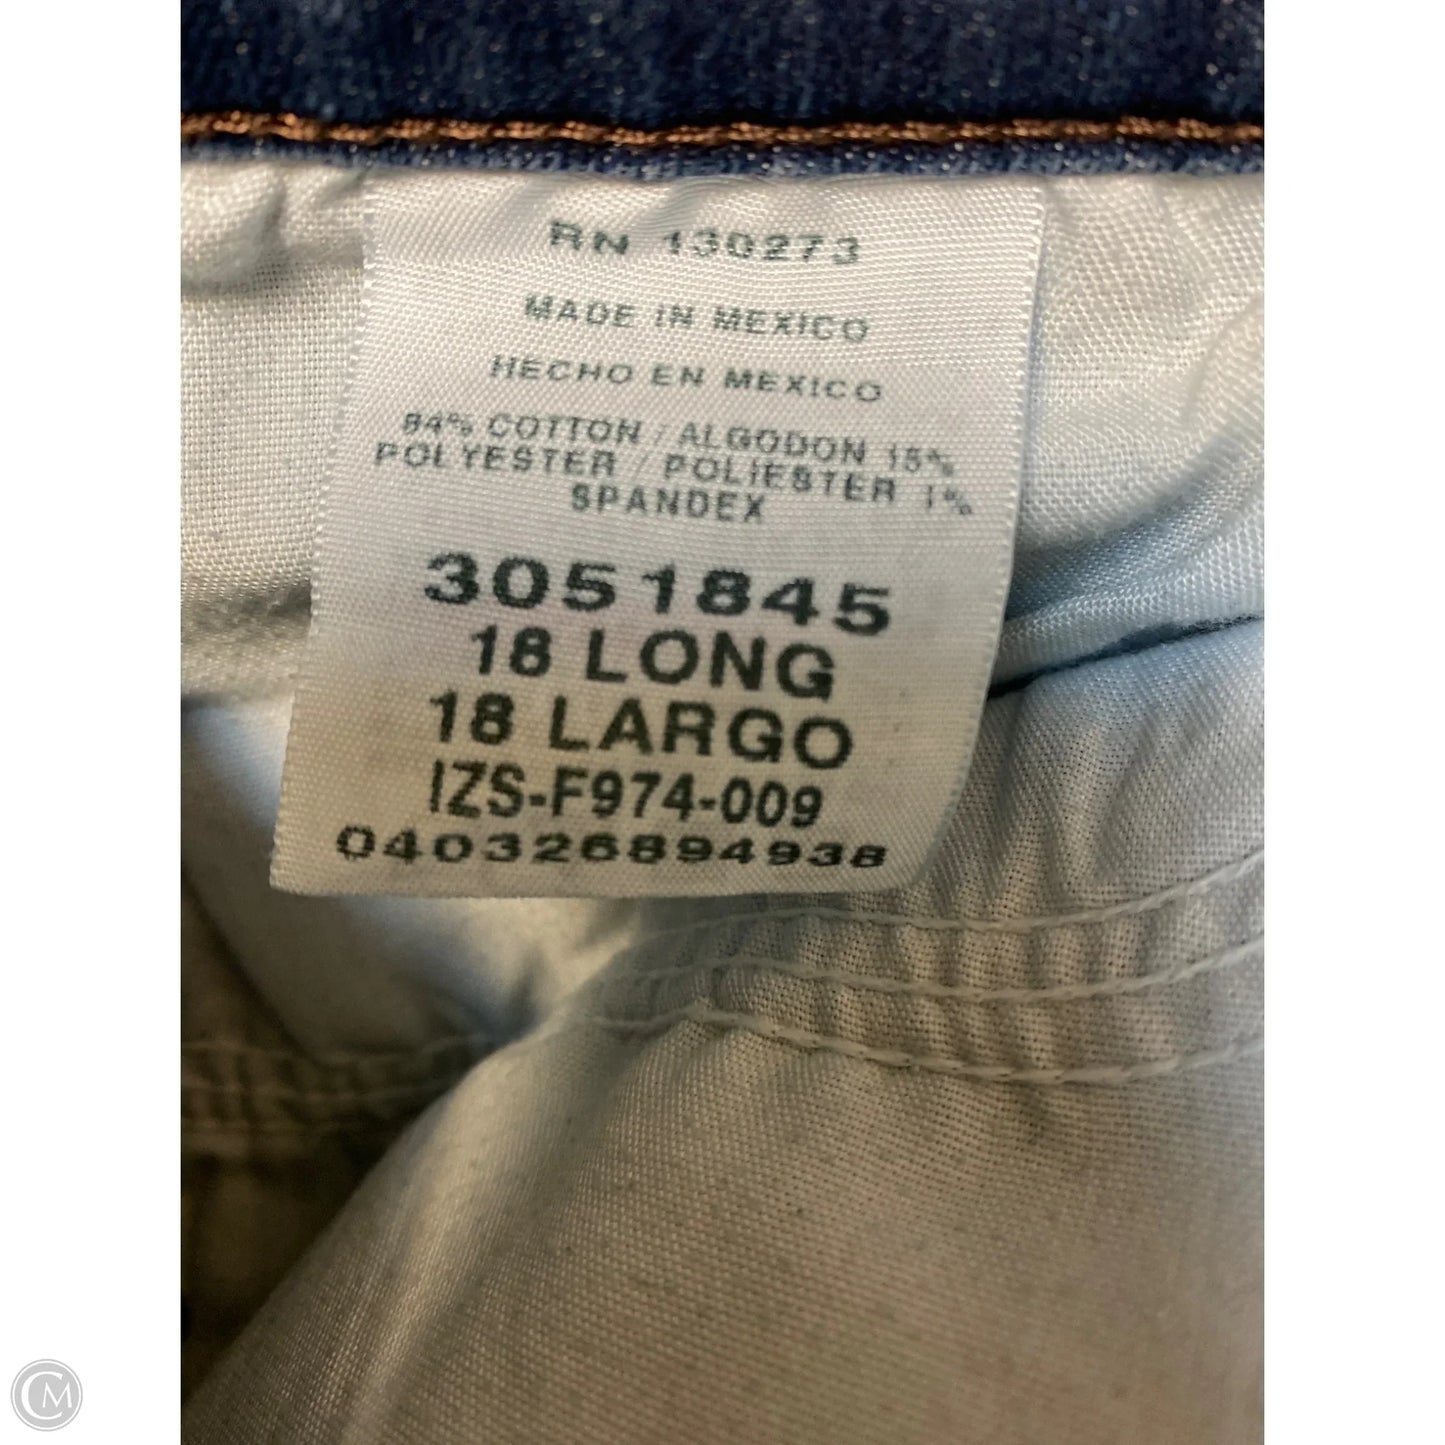 RN 130273
MADE IN MEXICO
HECHO EN MEXICO
84% COTTON / ALGODON 15%
POLYESTER / POLIESTER 1%
SPANDEX
3051845
18 LONG
18 LARGO
IZS-F974-009
040326894938
CM